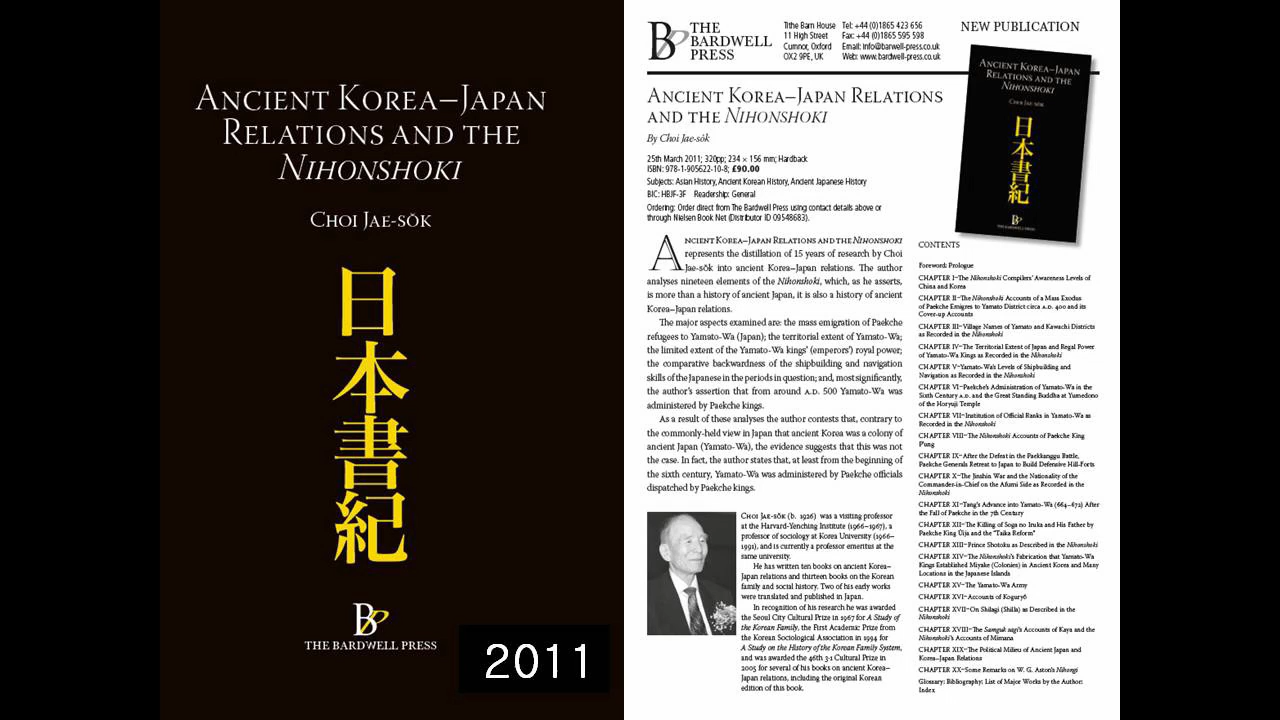 ANCIENT KOREA–JAPAN
RELATIONS AND THE
NIHONSHOKI
CHOI JAE-SŎK
日
本
書
紀
Bp
THE BARDWELL PRESS
2011
Bp
THE
BARDWELL
PRESS
Tithe Barn House
11 High Street
Cumnor, Oxford
OX2 9PE, UK
Tel: +44 (0)1865 423 656
Fax: +44 (0)1865 595 598
Email: info@barwell-press.co.uk
Web: www.bardwell-press.co.uk
NEW PUBLICATION
ANCIENT KOREA–JAPAN RELATIONS
AND THE NIHONSHOKI
By Choi Jae-sŏk
25th March 2011; 320pp; 234 × 156 mm; Hardback
ISBN: 978-1-905622-10-8; £90.00
Subjects: Asian History, Ancient Korean History, Ancient Japanese History
BIC: HBJF-3F Readership: General
Ordering: Order direct from The Bardwell Press using contact details above or
through Nielsen Book Net (Distributor ID 09548683).
ANCIENT KOREA–JAPAN RELATIONS AND THE NIHONSHOKI
represents the distillation of 15 years of research by Choi
Jae-sŏk into ancient Korea–Japan relations. The author
analyses nineteen elements of the Nihonshoki, which, as he asserts,
is more than a history of ancient Japan, it is also a history of ancient
Korea–Japan relations.
The major aspects examined are: the mass emigration of Paekche
refugees to Yamato-Wa (Japan); the territorial extent of Yamato-Wa;
the limited extent of the Yamato-Wa kings' (emperors') royal power;
the comparative backwardness of the shipbuilding and navigation
skills of the Japanese in the periods in question; and, most significantly,
the author's assertion that from around A.D. 500 Yamato-Wa was
administered by Paekche kings.
As a result of these analyses the author contests that, contrary to
the commonly-held view in Japan that ancient Korea was a colony of
ancient Japan (Yamato-Wa), the evidence suggests that this was not
the case. In fact, the author states that, at least from the beginning of
the sixth century, Yamato-Wa was administered by Paekche officials
dispatched by Paekche kings.
CHOI JAE-SŎK (b. 1926) was a visiting professor
at the Harvard-Yenching Institute (1966–1967), a
professor of sociology at Korea University (1966–
1991), and is currently a professor emeritus at the
same university.
He has written ten books on ancient Korea–
Japan relations and thirteen books on the Korean
family and social history. Two of his early works
were translated and published in Japan.
In recognition of his research he was awarded
the Seoul City Cultural Prize in 1967 for A Study of
the Korean Family, the First Academic Prize from
the Korean Sociological Association in 1994 for
A Study on the History of the Korean Family System,
and was awarded the 46th 3·1 Cultural Prize in
2005 for several of his books on ancient Korea–
Japan relations, including the original Korean
edition of this book.
ANCIENT KOREA–JAPAN
RELATIONS AND THE
NIHONSHOKI
CHOI JAE-SŎK
日
本
書
紀
Bp
THE BARDWELL PRESS
CONTENTS
Foreword; Prologue
CHAPTER I–The Nihonshoki Compilers' Awareness Levels of
China and Korea
CHAPTER II–The Nihonshoki Accounts of a Mass Exodus
of Paekche Emigres to Yamato District circa A.D. 400 and its
Cover-up Accounts
CHAPTER III–Village Names of Yamato and Kawachi Districts
as Recorded in the Nihonshoki
CHAPTER IV–The Territorial Extent of Japan and Regal Power
of Yamato-Wa Kings as Recorded in the Nihonshoki
CHAPTER V–Yamato-Wa's Levels of Shipbuilding and
Navigation as Recorded in the Nihonshoki
CHAPTER VI–Paekche's Administration of Yamato-Wa in the
Sixth Century A.D. and the Great Standing Buddha at Yumedono
of the Horyuji Temple
CHAPTER VII–Institution of Official Ranks in Yamato-Wa as
Recorded in the Nihonshoki
CHAPTER VIII–The Nihonshoki Accounts of Paekche King
P'ung
CHAPTER IX–After the Defeat in the Paekkanggu Battle,
Paekche Generals Retreat to Japan to Build Defensive Hill-Forts
CHAPTER X–The Jinshin War and the Nationality of the
Commander-in-Chief on the Afumi Side as Recorded in the
Nihonshoki
CHAPTER XI–Tang's Advance into Yamato-Wa (664–672) After
the Fall of Paekche in the 7th Century
CHAPTER XII–The Killing of Soga no Iruka and His Father by
Paekche King Ŭija and the "Taika Reform"
CHAPTER XIII–Prince Shotoku as Described in the Nihonshoki
CHAPTER XIV–The Nihonshoki's Fabrication that Yamato-Wa
Kings Established Miyake (Colonies) in Ancient Korea and Many
Locations in the Japanese Islands
CHAPTER XV–The Yamato-Wa Army
CHAPTER XVI–Accounts of Koguryŏ
CHAPTER XVII–On Shilagi (Shilla) as Described in the
Nihonshoki
CHAPTER XVIII–The Samguk sagi's Accounts of Kaya and the
Nihonshoki's Accounts of Mimana
CHAPTER XIX–The Political Milieu of Ancient Japan and
Korea–Japan Relations
CHAPTER XX–Some Remarks on W. G. Aston's Nihongi
Glossary; Bibliography; List of Major Works by the Author;
Index